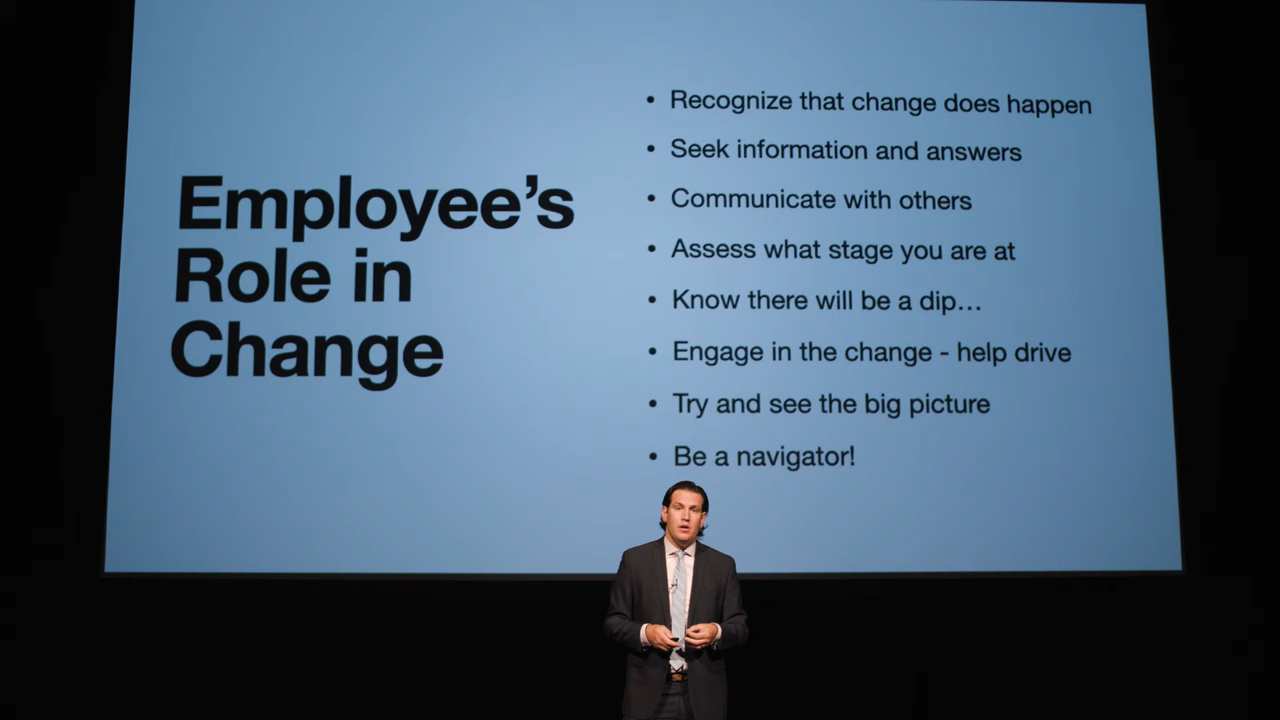 Employee’s
Role in
Change
• Recognize that change does happen
• Seek information and answers
• Communicate with others
• Assess what stage you are at
• Know there will be a dip…
• Engage in the change - help drive
• Try and see the big picture
• Be a navigator!